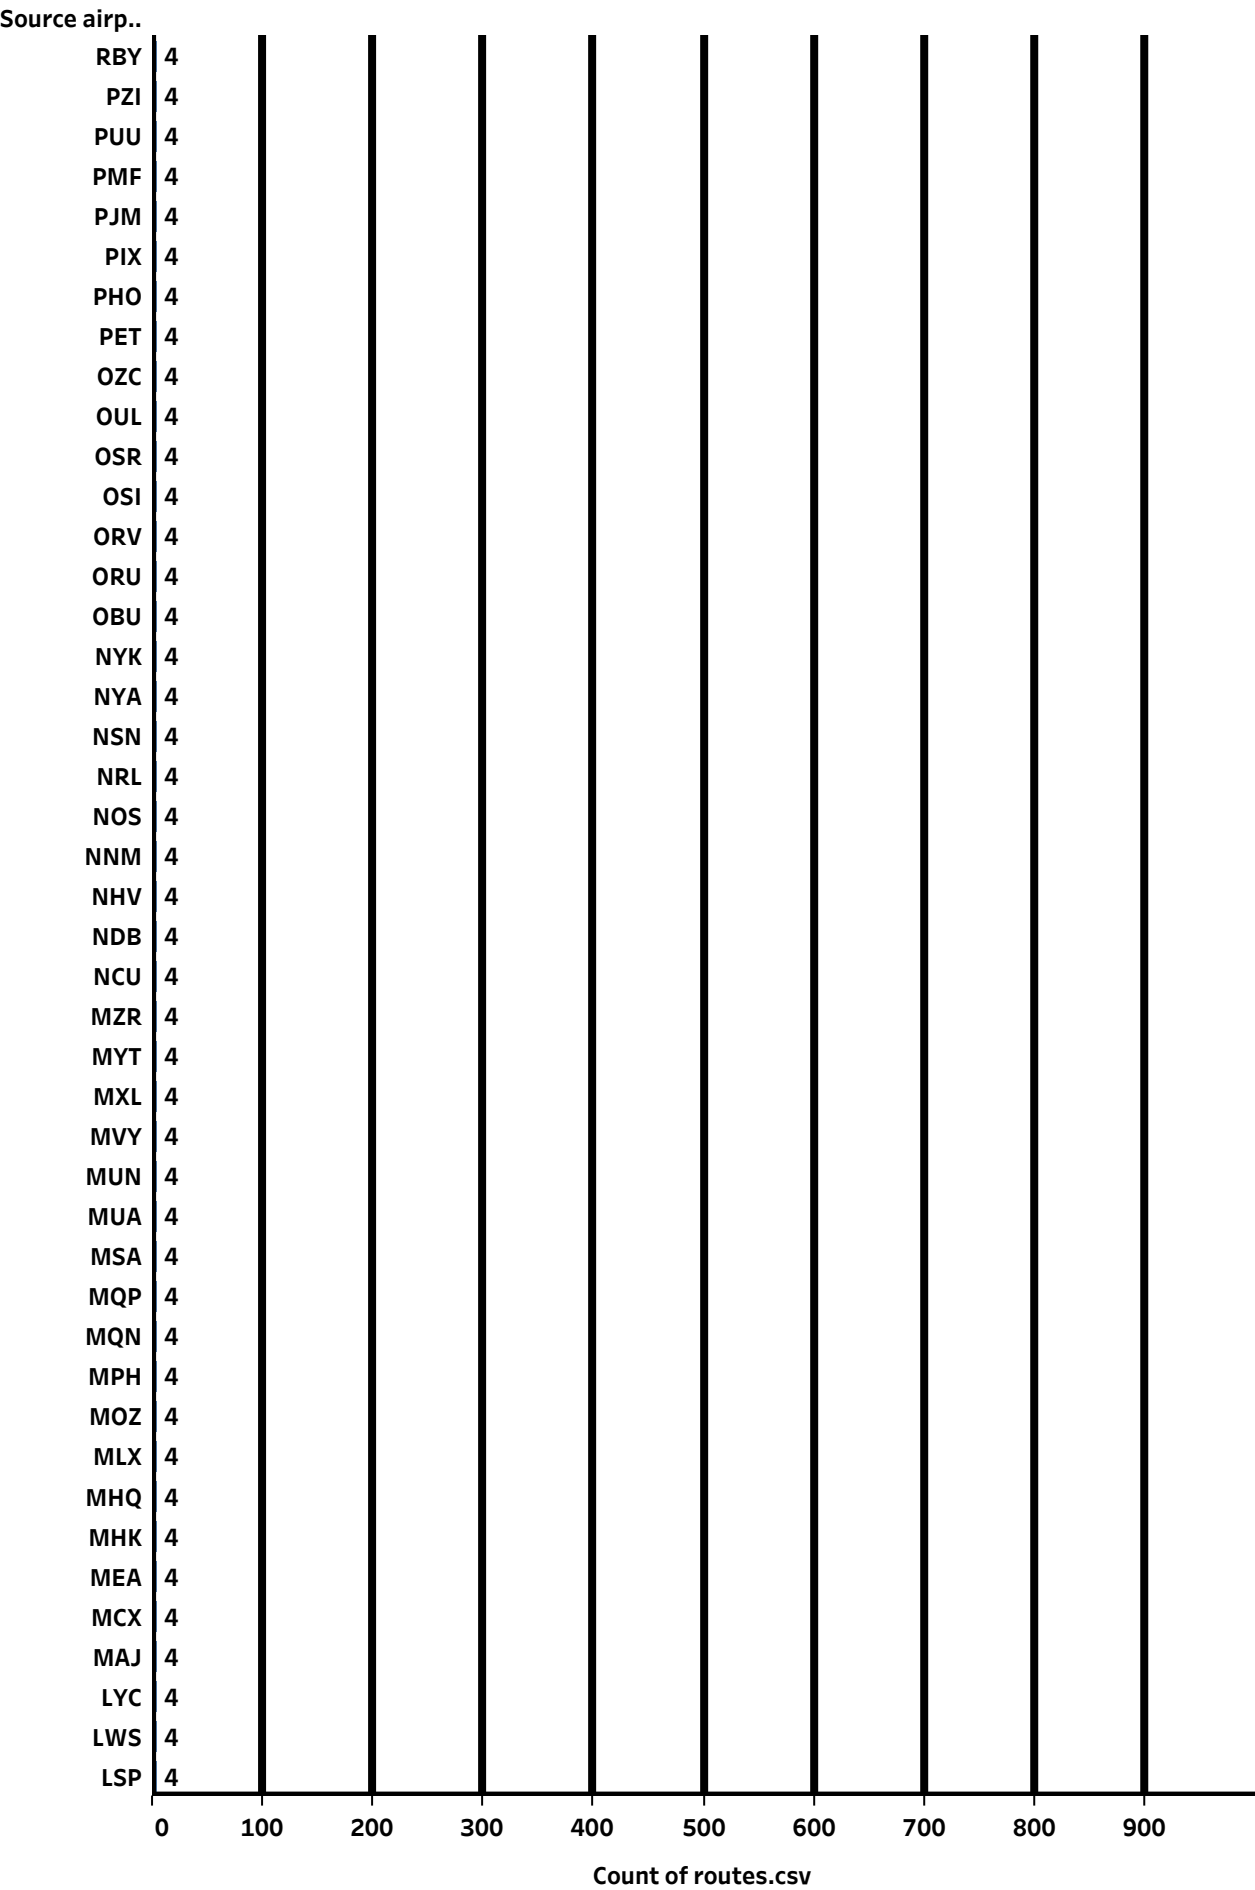 Source airp..
RBY 4
PZI 4
PUU 4
PMF 4
PJM 4
PIX 4
PHO 4
PET 4
OZC 4
OUL 4
OSR 4
OSI 4
ORV 4
ORU 4
OBU 4
NYK 4
NYA 4
NSN 4
NRL 4
NOS 4
NNM 4
NHV 4
NDB 4
NCU 4
MZR 4
MYT 4
MXL 4
MVY 4
MUN 4
MUA 4
MSA 4
MQP 4
MQN 4
MPH 4
MOZ 4
MLX 4
MHQ 4
MHK 4
MEA 4
MCX 4
MAJ 4
LYC 4
LWS 4
LSP 4
0 100 200 300 400 500 600 700 800 900
Count of routes.csv